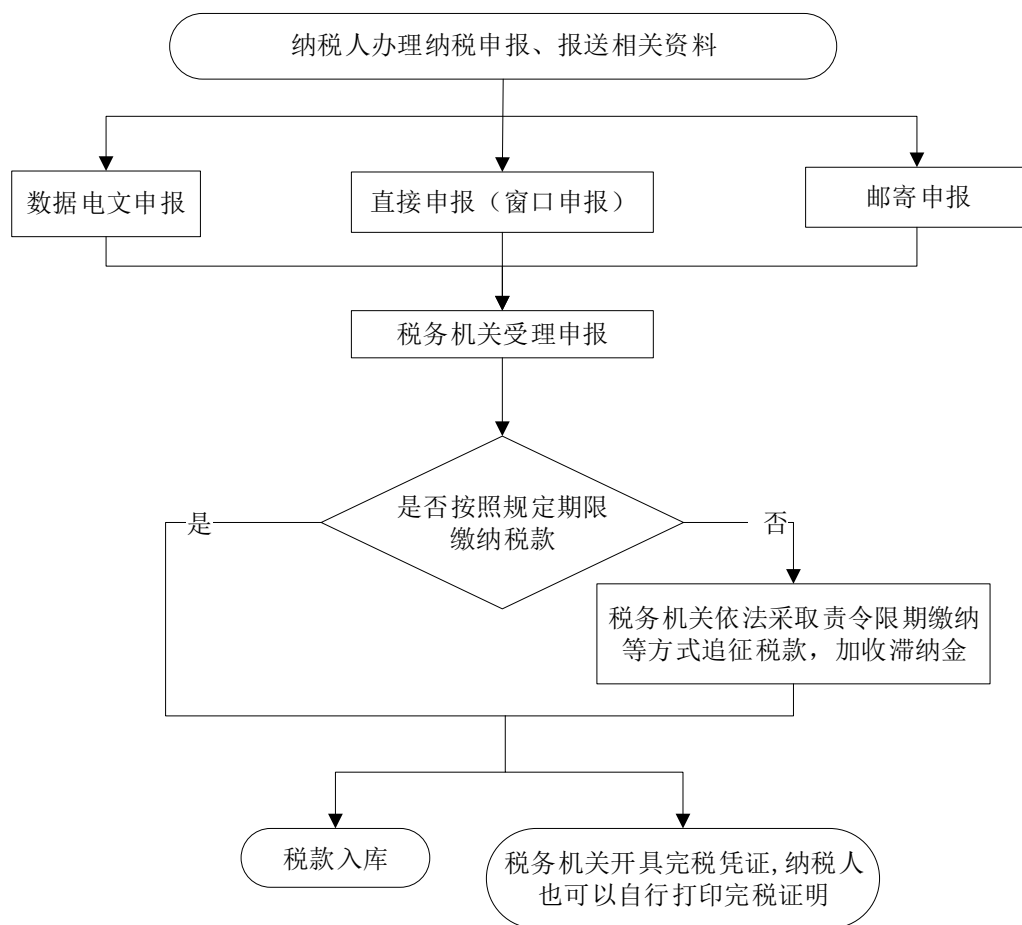 纳税人办理纳税申报、报送相关资料
数据电文申报
直接申报（窗口申报）
邮寄申报
税务机关受理申报
是否按照规定期限
缴纳税款
是
否
税务机关依法采取责令限期缴纳
等方式追征税款，加收滞纳金
税款入库
税务机关开具完税凭证,纳税人
也可以自行打印完税证明